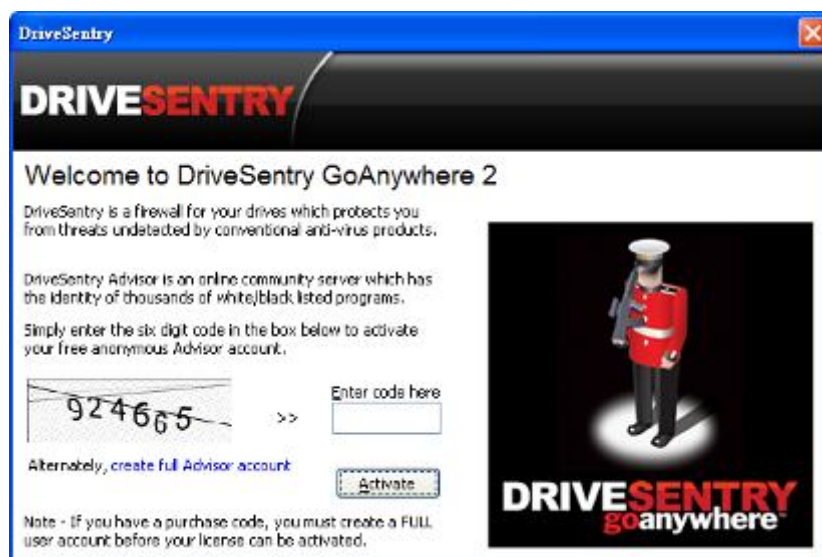 DriveSentry
DRIVESENTRY
Welcome to DriveSentry GoAnywhere 2
DriveSentry is a firewall for your drives which protects you
from threats undetected by conventional anti-virus products.
DriveSentry Advisor is an online community server which has
the identity of thousands of white/black listed programs.
Simply enter the six digit code in the box below to activate
your free anonymous Advisor account.
924665
>>
Enter code here
Alternately, create full Advisor account
Activate
Note - If you have a purchase code, you must create a FULL
user account before your license can be activated.
DRIVESENTRY
goanywhere™